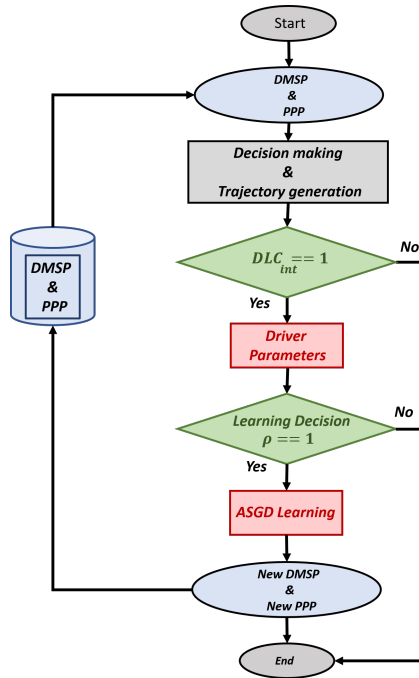 Start
DMSP
&
PPP
Decision making
&
Trajectory generation
DLC_int == 1
No
Yes
DMSP
&
PPP
Driver
Parameters
Learning Decision
ρ == 1
No
Yes
ASGD Learning
New DMSP
&
New PPP
End